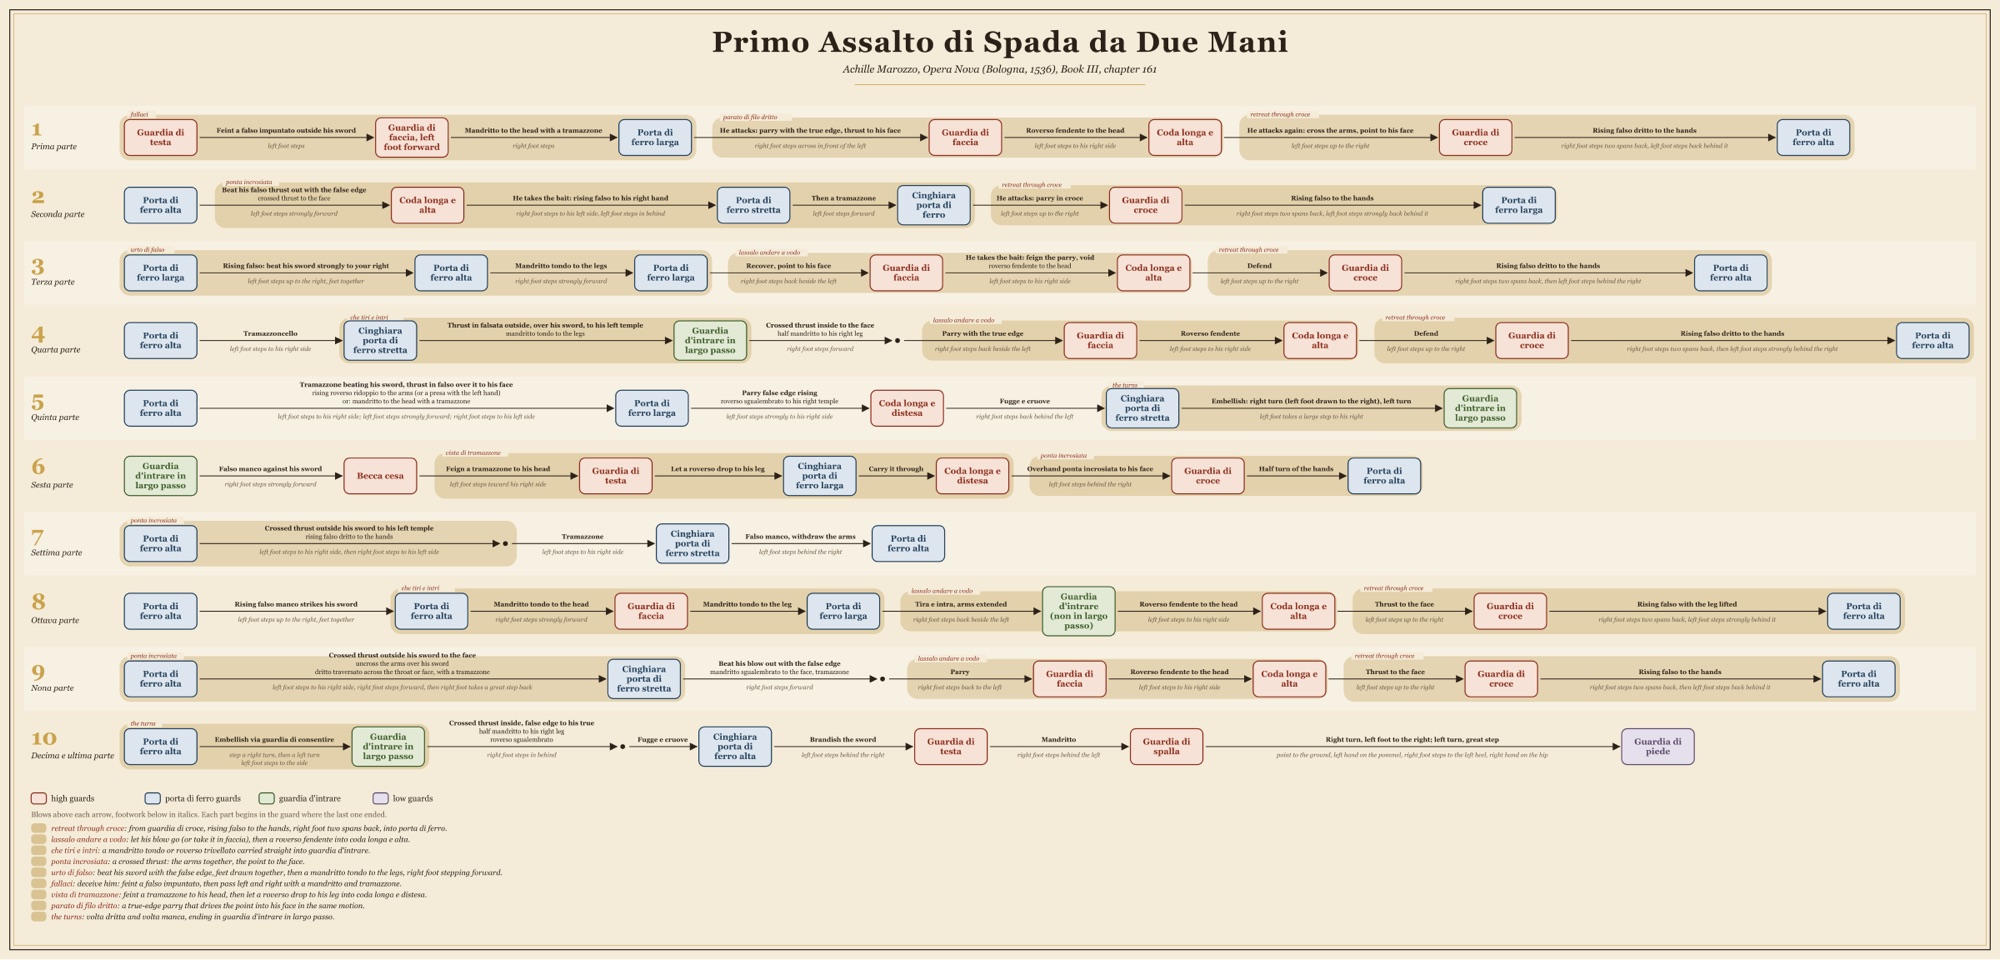 Primo Assalto di Spada da Due Mani
Achille Marozzo, Opera Nova (Bologna, 1536), Book III, chapter 161
1
Prima parte
fallaci
Guardia di testa
Feint a falso impuntato outside his sword
left foot steps
Guardia di faccia, left foot forward
Mandritto to the head with a tramazzone
right foot steps
Porta di ferro larga
parato di filo dritto
He attacks: parry with the true edge, thrust to his face
right foot steps across in front of the left
Guardia di faccia
Roverso fendente to the head
left foot steps to his right side
Coda longa e alta
retreat through croce
He attacks again: cross the arms, point to his face
left foot steps up to the right
Guardia di croce
Rising falso dritto to the hands
right foot steps two spans back, left foot steps back behind it
Porta di ferro alta
2
Seconda parte
Porta di ferro alta
ponta incrosiata
Beat his falso thrust out with the false edge
crossed thrust to the face
left foot steps strongly forward
Coda longa e alta
He takes the bait: rising falso to his right hand
right foot steps to his left side, left foot steps in behind
Porta di ferro stretta
Then a tramazzone
left foot steps forward
Cinghiara porta di ferro
retreat through croce
He attacks: parry in croce
left foot steps up to the right
Guardia di croce
Rising falso to the hands
right foot steps two spans back, left foot steps strongly back behind it
Porta di ferro larga
3
Terza parte
urto di falso
Porta di ferro larga
Rising falso: beat his sword strongly to your right
left foot steps up to the right, feet together
Porta di ferro alta
Mandritto tondo to the legs
right foot steps strongly forward
Porta di ferro larga
lassalo andare a vodo
Recover, point to his face
right foot steps back beside the left
Guardia di faccia
He takes the bait: feign the parry, void
roverso fendente to the head
left foot steps to his right side
Coda longa e alta
retreat through croce
Defend
left foot steps up to the right
Guardia di croce
Rising falso dritto to the hands
right foot steps two spans back, then left foot steps behind the right
Porta di ferro alta
4
Quarta parte
Porta di ferro alta
Tramazzoncello
left foot steps to his right side
che tiri e intri
Cinghiara porta di ferro stretta
Thrust in falsata outside, over his sword, to his left temple
mandritto tondo to the legs
Guardia d'intrare in largo passo
Crossed thrust inside to the face
half mandritto to his right leg
right foot steps forward
lassalo andare a vodo
Parry with the true edge
right foot steps back beside the left
Guardia di faccia
Roverso fendente
left foot steps to his right side
Coda longa e alta
retreat through croce
Defend
left foot steps up to the right
Guardia di croce
Rising falso dritto to the hands
right foot steps two spans back, then left foot steps strongly behind the right
Porta di ferro alta
5
Quinta parte
Porta di ferro alta
Tramazzone beating his sword, thrust in falso over it to his face
rising roverso ridoppio to the arms (or a presa with the left hand)
or: mandritto to the head with a tramazzone
left foot steps to his right side; left foot steps strongly forward; right foot steps to his left side
Porta di ferro larga
Parry false edge rising
roverso sgualembrato to his right temple
left foot steps strongly to his right side
Coda longa e distesa
Fugge e cruove
right foot steps back behind the left
the turns
Cinghiara porta di ferro stretta
Embellish: right turn (left foot drawn to the right), left turn
left foot takes a large step to his right
Guardia d'intrare in largo passo
6
Sesta parte
Guardia d'intrare in largo passo
Falso manco against his sword
right foot steps strongly forward
Becca cesa
vista di tramazzone
Feign a tramazzone to his head
left foot steps toward his right side
Guardia di testa
Let a roverso drop to his leg
Cinghiara porta di ferro larga
Carry it through
Coda longa e distesa
ponta incrosiata
Overhand ponta incrosiata to his face
left foot steps behind the right
Guardia di croce
Half turn of the hands
Porta di ferro alta
7
Settima parte
ponta incrosiata
Porta di ferro alta
Crossed thrust outside his sword to his left temple
rising falso dritto to the hands
left foot steps to his right side, then right foot steps to his left side
Tramazzone
left foot steps to his right side
Cinghiara porta di ferro stretta
Falso manco, withdraw the arms
left foot steps behind the right
Porta di ferro alta
8
Ottava parte
Porta di ferro alta
Rising falso manco strikes his sword
left foot steps up to the right, feet together
che tiri e intri
Porta di ferro alta
Mandritto tondo to the head
right foot steps strongly forward
Guardia di faccia
Mandritto tondo to the leg
Porta di ferro larga
lassalo andare a vodo
Tira e intra, arms extended
right foot steps back beside the left
Guardia d'intrare (non in largo passo)
Roverso fendente to the head
left foot steps to his right side
Coda longa e alta
retreat through croce
Thrust to the face
left foot steps up to the right
Guardia di croce
Rising falso with the leg lifted
right foot steps two spans back, left foot steps strongly behind it
Porta di ferro alta
9
Nona parte
ponta incrosiata
Porta di ferro alta
Crossed thrust outside his sword to the face
uncross the arms over his sword
dritto traversato across the throat or face, with a tramazzone
left foot steps to his right side, right foot steps forward, then right foot takes a great step back
Cinghiara porta di ferro stretta
Beat his blow out with the false edge
mandritto sgualembrato to the face, tramazzone
right foot steps forward
lassalo andare a vodo
Parry
right foot steps back to the left
Guardia di faccia
Roverso fendente to the head
left foot steps to his right side
Coda longa e alta
retreat through croce
Thrust to the face
left foot steps up to the right
Guardia di croce
Rising falso to the hands
right foot steps two spans back, then left foot steps back behind it
Porta di ferro alta
10
Decima e ultima parte
the turns
Porta di ferro alta
Embellish via guardia di consentire
step a right turn, then a left turn
left foot steps to the side
Guardia d'intrare in largo passo
Crossed thrust inside, false edge to his true
half mandritto to his right leg
roverso sgualembrato
right foot steps in behind
Fugge e cruove
Cinghiara porta di ferro alta
Brandish the sword
left foot steps behind the right
Guardia di testa
Mandritto
right foot steps behind the left
Guardia di spalla
Right turn, left foot to the right; left turn, great step
point to the ground, left hand on the pommel, right foot steps to the left heel, right hand on the hip
Guardia di piede
high guards
porta di ferro guards
guardia d'intrare
low guards
Blows above each arrow, footwork below in italics. Each part begins in the guard where the last one ended.
retreat through croce: from guardia di croce, rising falso to the hands, right foot two spans back, into porta di ferro.
lassalo andare a vodo: let his blow go (or take it in faccia), then a roverso fendente into coda longa e alta.
che tiri e intri: a mandritto tondo or roverso trivellato carried straight into guardia d'intrare.
ponta incrosiata: a crossed thrust: the arms together, the point to the face.
urto di falso: beat his sword with the false edge, feet drawn together, then a mandritto tondo to the legs, right foot stepping forward.
fallaci: deceive him: feint a falso impuntato, then pass left and right with a mandritto and tramazzone.
vista di tramazzone: feint a tramazzone to his head, then let a roverso drop to his leg into coda longa e distesa.
parato di filo dritto: a true-edge parry that drives the point into his face in the same motion.
the turns: volta dritta and volta manca, ending in guardia d'intrare in largo passo.